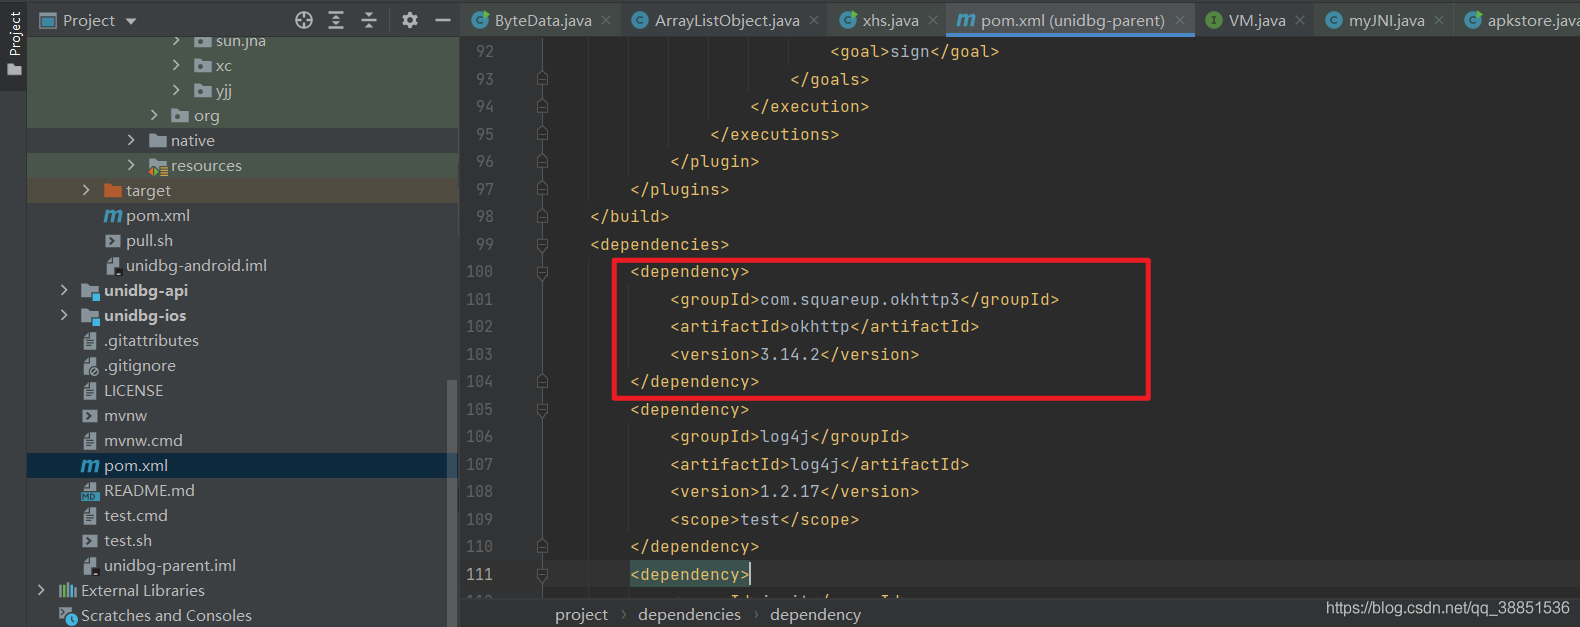 Project
Project
sun.jna
xc
yjj
org
native
resources
target
pom.xml
pull.sh
unidbg-android.iml
unidbg-api
unidbg-ios
.gitattributes
.gitignore
LICENSE
mvnw
mvnw.cmd
pom.xml
README.md
test.cmd
test.sh
unidbg-parent.iml
External Libraries
Scratches and Consoles
ByteData.java
ArrayListObject.java
xhs.java
pom.xml (unidbg-parent)
VM.java
myJNI.java
apkstore.java
92 <goal>sign</goal>
93 </goals>
94 </execution>
95 </executions>
96 </plugin>
97 </plugins>
98 </build>
99 <dependencies>
100 <dependency>
101 <groupId>com.squareup.okhttp3</groupId>
102 <artifactId>okhttp</artifactId>
103 <version>3.14.2</version>
104 </dependency>
105 <dependency>
106 <groupId>log4j</groupId>
107 <artifactId>log4j</artifactId>
108 <version>1.2.17</version>
109 <scope>test</scope>
110 </dependency>
111 <dependency>
project › dependencies › dependency
https://blog.csdn.net/qq_38851536